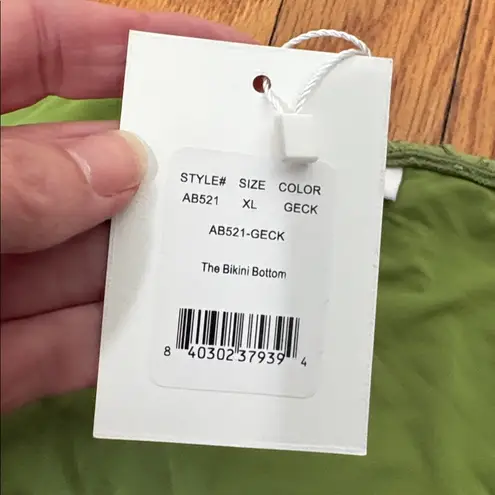 STYLE# SIZE COLOR
AB521 XL GECK
AB521-GECK
The Bikini Bottom
8 40302 37939 4